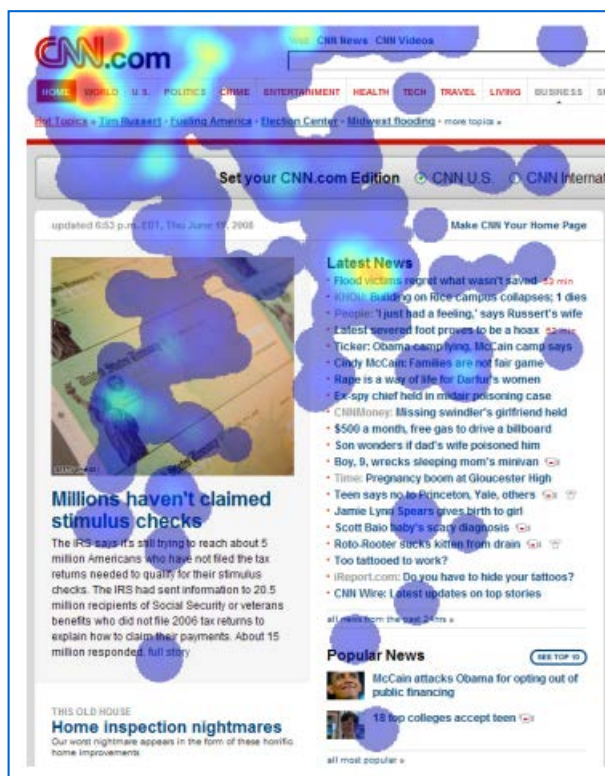 CNN.com
Web CNN News CNN Videos
HOME WORLD U.S. POLITICS CRIME ENTERTAINMENT HEALTH TECH TRAVEL LIVING BUSINESS
Hot Topics » Tim Russert • Fueling America • Election Center • Midwest flooding • more topics »
Set your CNN.com Edition CNN U.S. CNN Internat
updated 6:53 p.m. EDT, Thu June 19, 2008
Make CNN Your Home Page
Millions haven't claimed
stimulus checks
The IRS says it's still trying to reach about 5
million Americans who have not filed the tax
returns needed to qualify for their stimulus
checks. The IRS had sent information to 20.5
million recipients of Social Security or veterans
benefits who did not file 2006 tax returns to
explain how to claim their payments. About 15
million responded. full story
THIS OLD HOUSE
Home inspection nightmares
Our worst nightmare appears in the form of these horrific
home improvements
Latest News
• Flood victims regret what wasn't saved 53 min
• KHOU: Building on Rice campus collapses; 1 dies
• People: 'I just had a feeling,' says Russert's wife
• Latest severed foot proves to be a hoax 52 min
• Ticker: Obama camp lying, McCain camp says
• Cindy McCain: Families are not fair game
• Rape is a way of life for Darfur's women
• Ex-spy chief held in midair poisoning case
• CNNMoney: Missing swindler's girlfriend held
• $500 a month, free gas to drive a billboard
• Son wonders if dad's wife poisoned him
• Boy, 9, wrecks sleeping mom's minivan
• Time: Pregnancy boom at Gloucester High
• Teen says no to Princeton, Yale, others
• Jamie Lynn Spears gives birth to girl
• Scott Baio baby's scary diagnosis
• Roto-Rooter sucks kitten from drain
• Too tattooed to work?
• iReport.com: Do you have to hide your tattoos?
• CNN Wire: Latest updates on top stories
all news from the past 24hrs »
Popular News
SEE TOP 10
McCain attacks Obama for opting out of
public financing
18 top colleges accept teen
all most popular »